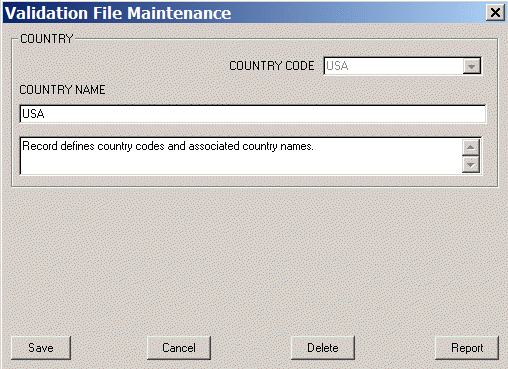 Validation File Maintenance
COUNTRY
COUNTRY CODE USA
COUNTRY NAME
USA
Record defines country codes and associated country names.
Save Cancel Delete Report